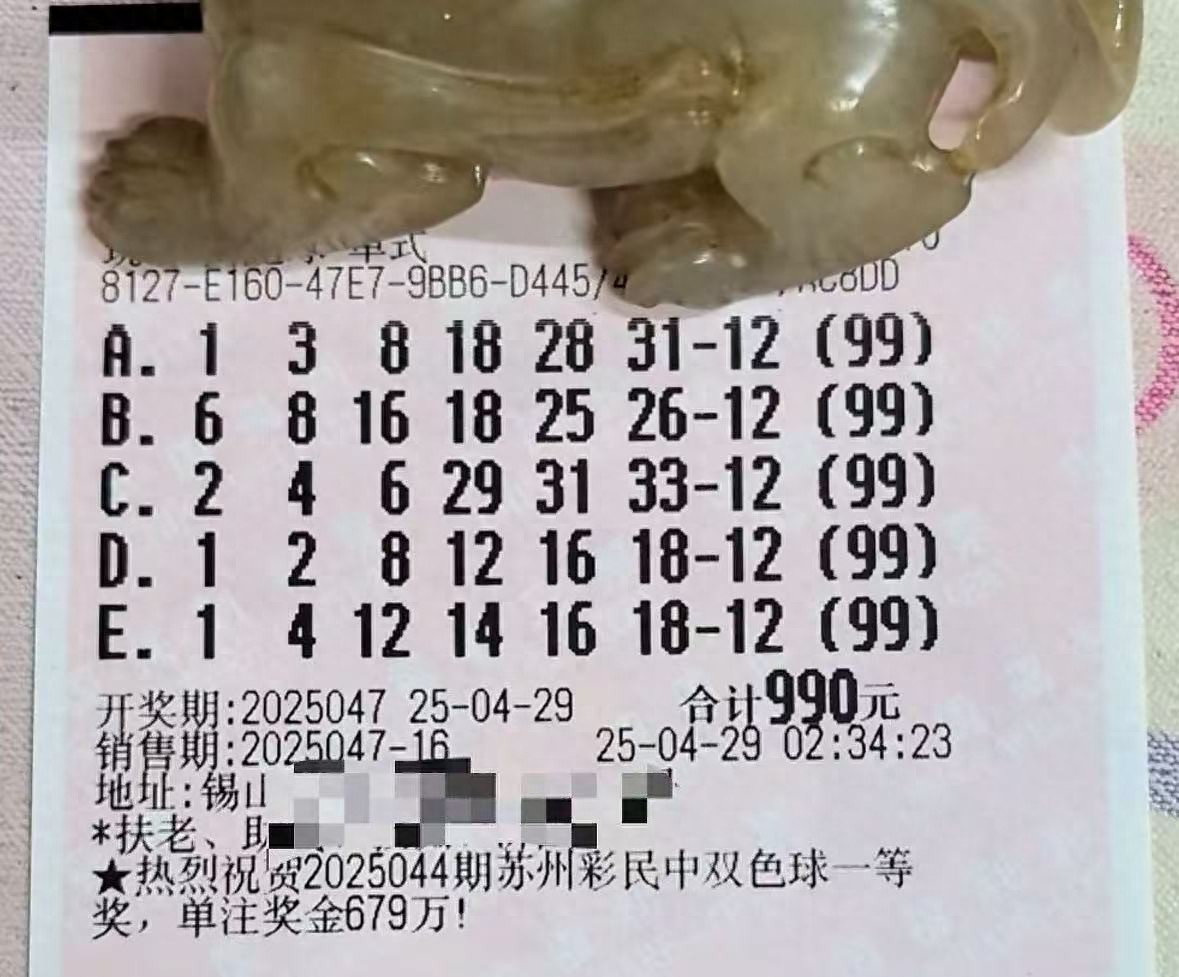 单式
8127-E160-47E7-9BB6-D445/4 C8DD
A. 1 3 8 18 28 31-12 (99)
B. 6 8 16 18 25 26-12 (99)
C. 2 4 6 29 31 33-12 (99)
D. 1 2 8 12 16 18-12 (99)
E. 1 4 12 14 16 18-12 (99)
开奖期:2025047 25-04-29 合计990元
销售期:2025047-16 25-04-29 02:34:23
地址:锡山
*扶老、助
★热烈祝贺2025044期苏州彩民中双色球一等
奖，单注奖金679万!